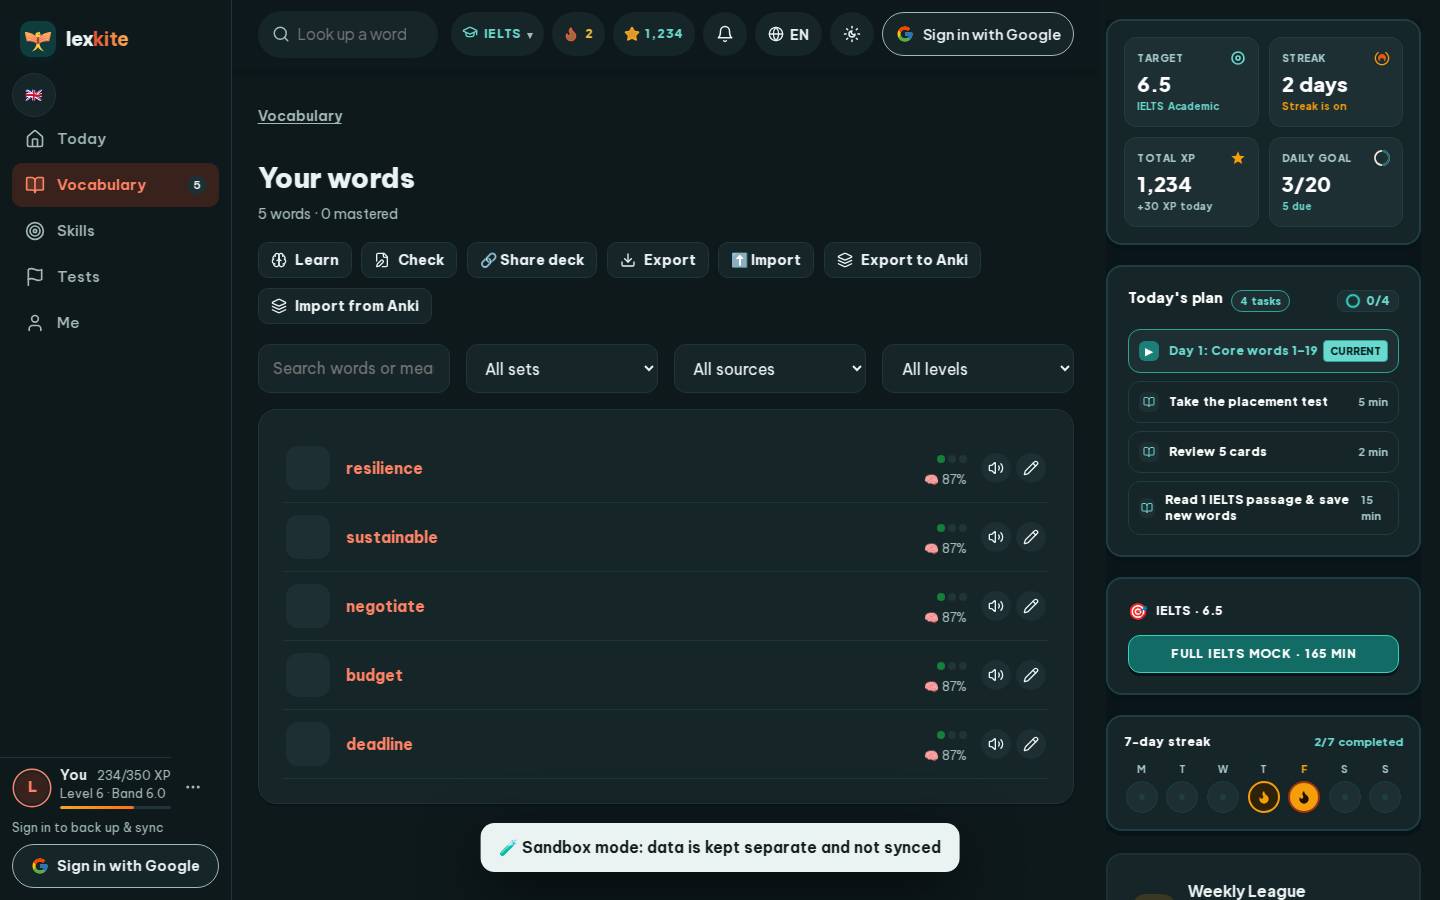 lexkite
Today
Vocabulary 5
Skills
Tests
Me
You 234/350 XP
Level 6 · Band 6.0
Sign in to back up & sync
Sign in with Google
Look up a word
IELTS ▾
2
1,234
EN
Sign in with Google
Vocabulary
Your words
5 words · 0 mastered
Learn
Check
Share deck
Export
Import
Export to Anki
Import from Anki
Search words or mea
All sets
All sources
All levels
resilience
87%
sustainable
87%
negotiate
87%
budget
87%
deadline
87%
🧪 Sandbox mode: data is kept separate and not synced
TARGET
6.5
IELTS Academic
STREAK
2 days
Streak is on
TOTAL XP
1,234
+30 XP today
DAILY GOAL
3/20
5 due
Today's plan 4 tasks 0/4
Day 1: Core words 1–19 CURRENT
Take the placement test 5 min
Review 5 cards 2 min
Read 1 IELTS passage & save new words 15 min
IELTS · 6.5
FULL IELTS MOCK · 165 MIN
7-day streak 2/7 completed
M T W T F S S
Weekly League
L